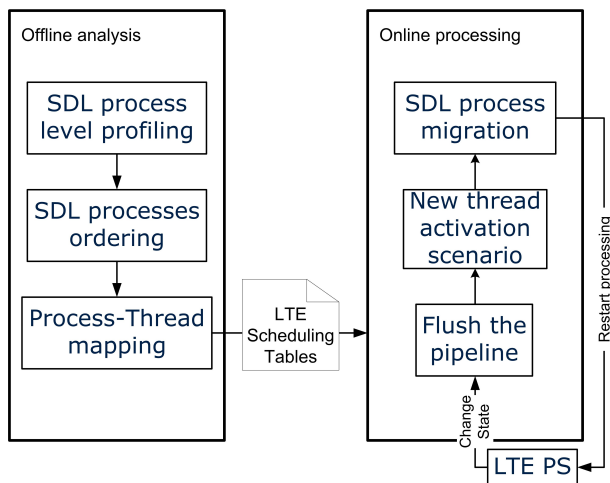 Offline analysis
SDL process
level profiling
SDL processes
ordering
Process-Thread
mapping
LTE
Scheduling
Tables
Online processing
SDL process
migration
New thread
activation
scenario
Flush the
pipeline
Change
State
LTE PS
Restart processing